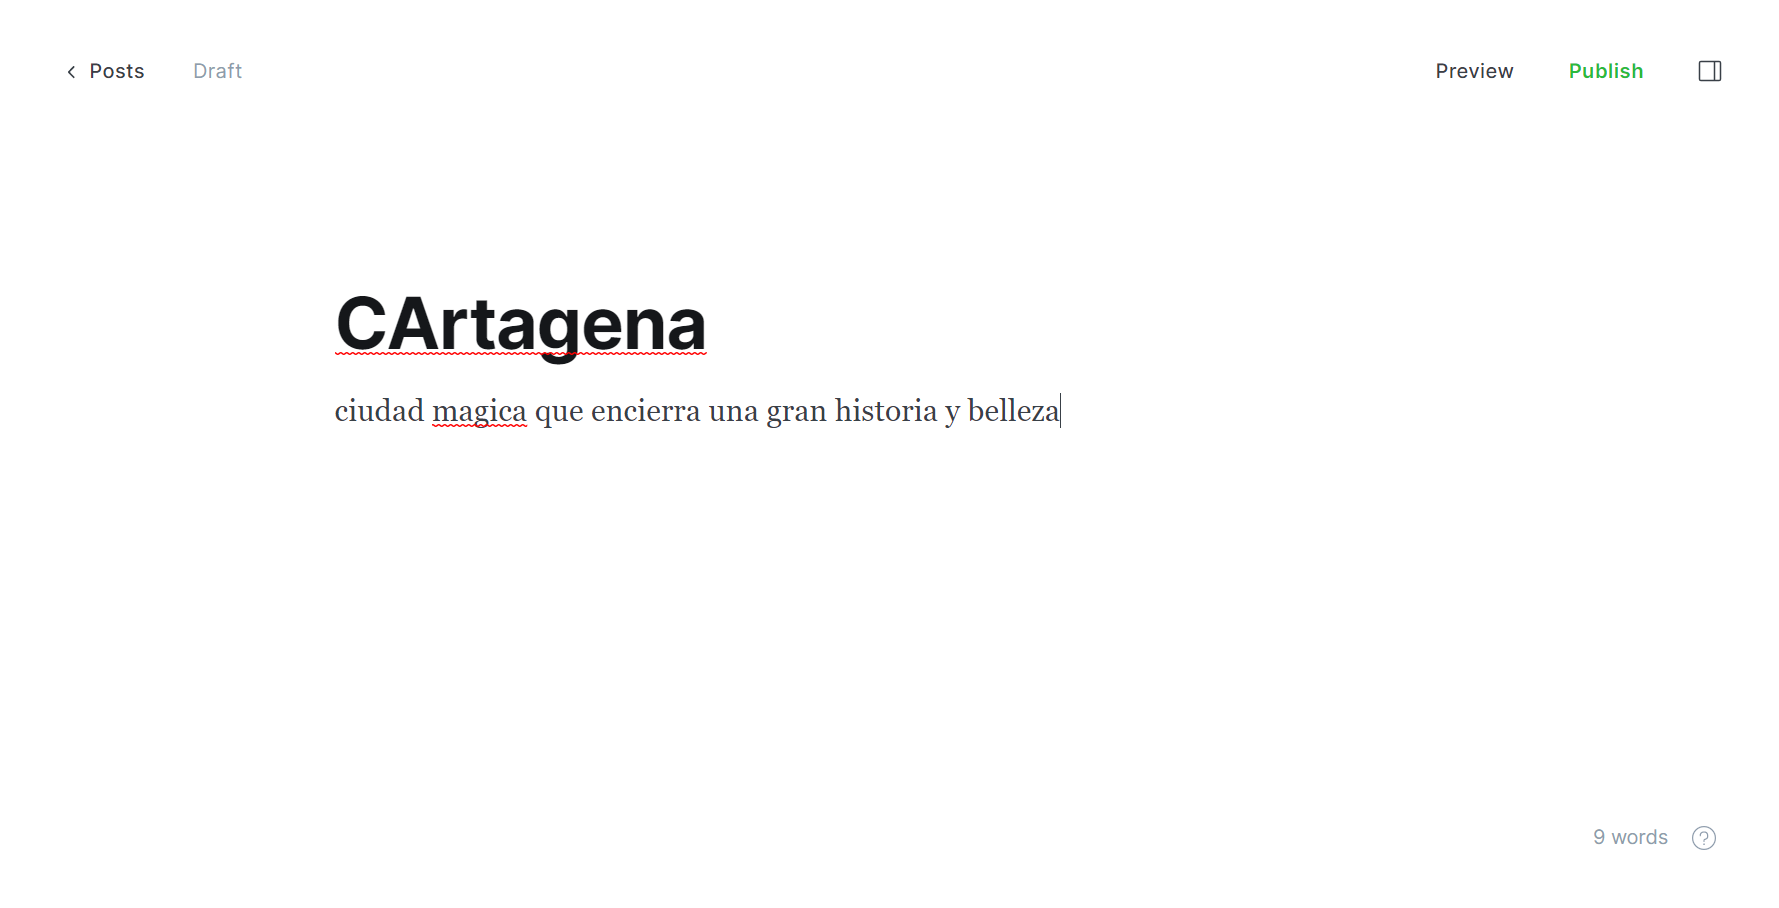 Posts
Draft
Preview
Publish
CArtagena
ciudad magica que encierra una gran historia y belleza
9 words
?